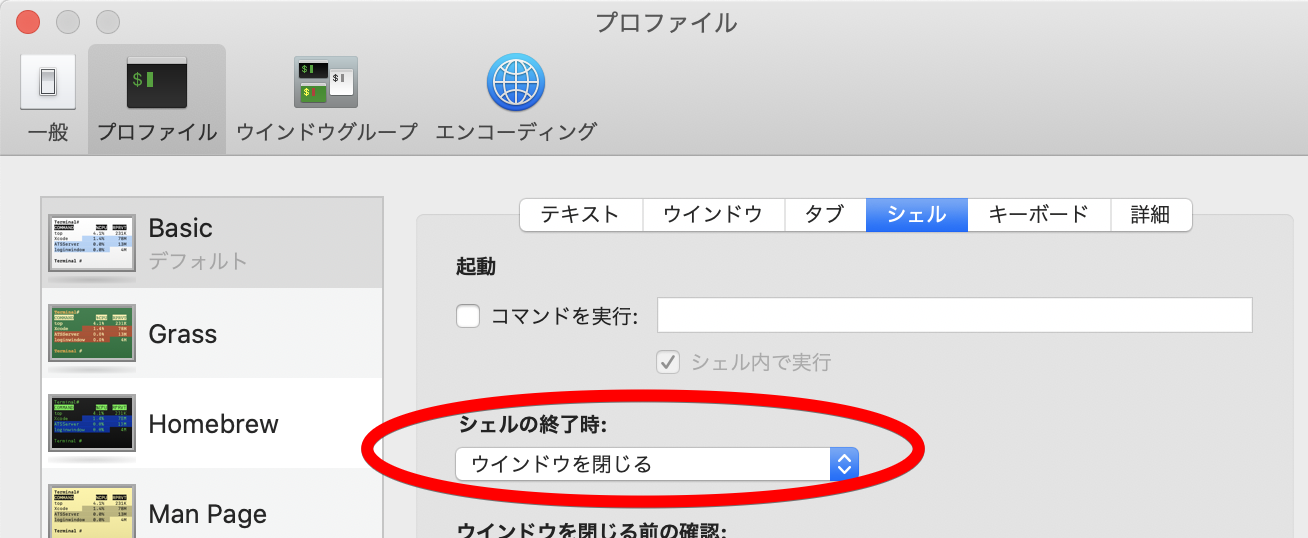 プロファイル
一般 プロファイル ウインドウグループ エンコーディング
テキスト ウインドウ タブ シェル キーボード 詳細
Basic
デフォルト
Grass
Homebrew
Man Page
起動
コマンドを実行:
シェル内で実行
シェルの終了時:
ウインドウを閉じる
ウインドウを閉じる前の確認: